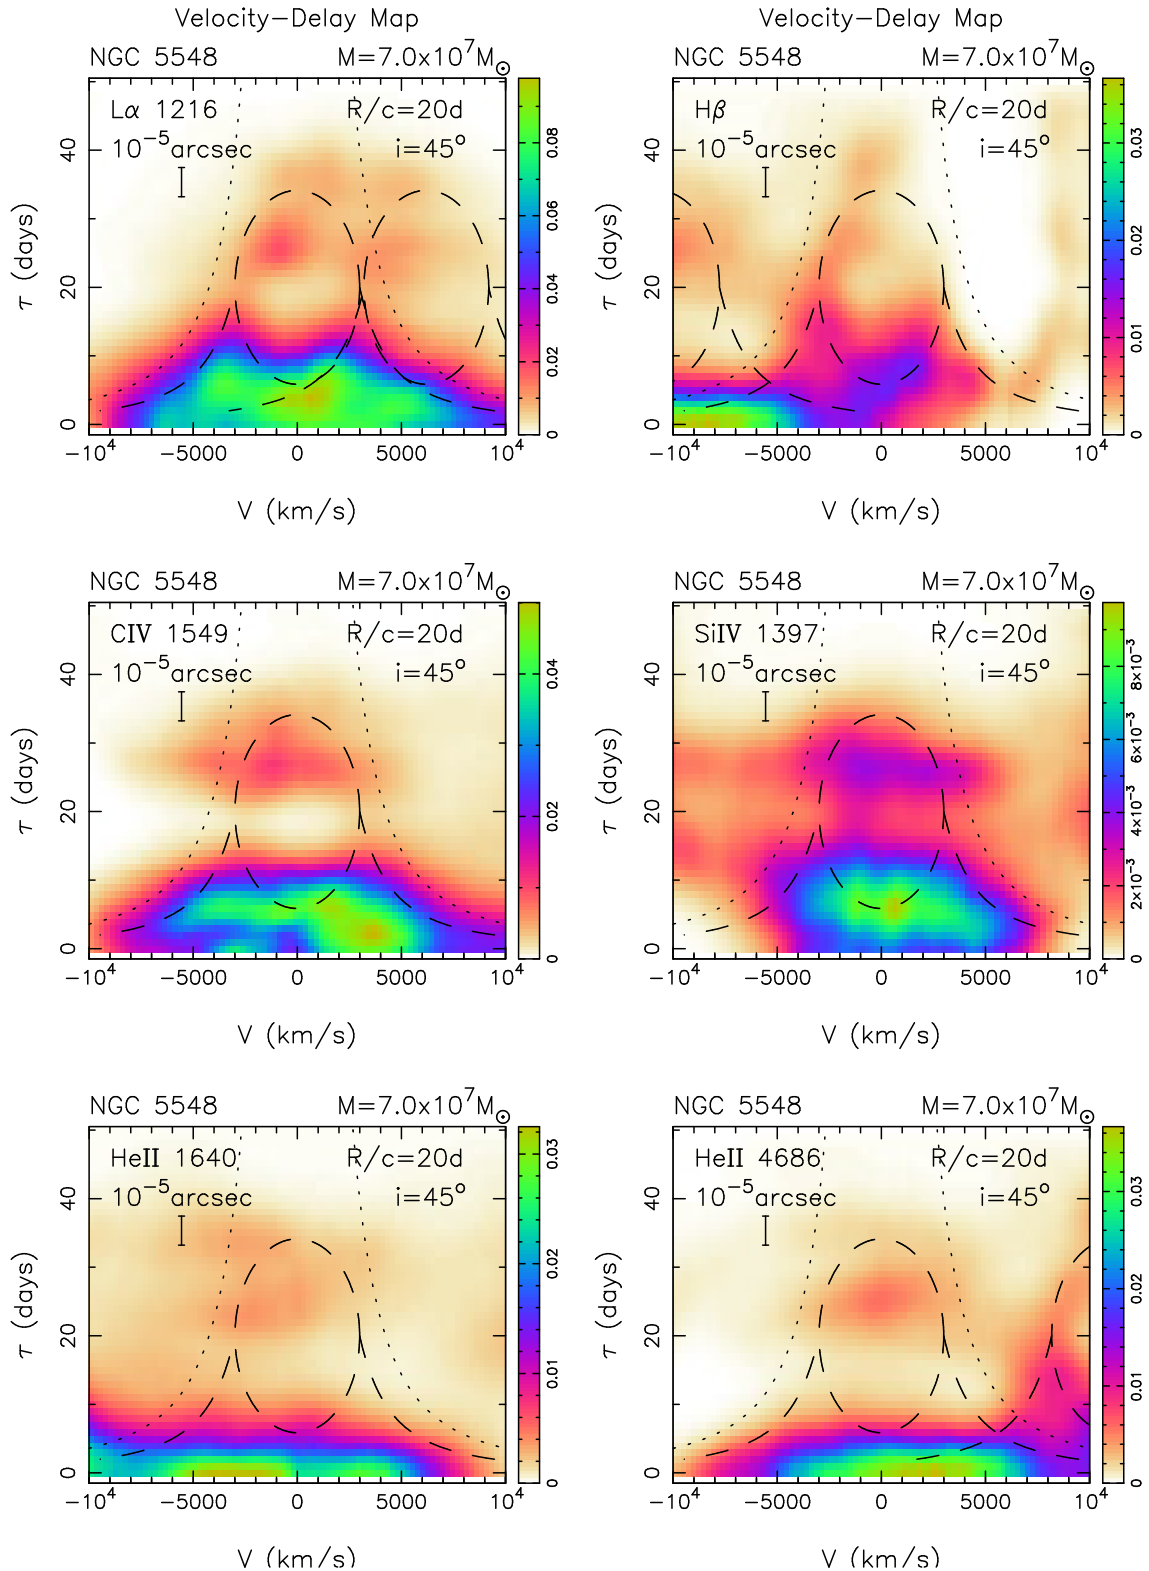 Velocity−Delay Map
NGC 5548 M=7.0x10⁷M⊙
Lα 1216 R/c=20d
10⁻⁵arcsec i=45°
τ (days)
40
20
0
−10⁴ −5000 0 5000 10⁴
V (km/s)
0 0.02 0.04 0.06 0.08
Velocity−Delay Map
NGC 5548 M=7.0x10⁷M⊙
Hβ R/c=20d
10⁻⁵arcsec i=45°
τ (days)
40
20
0
−10⁴ −5000 0 5000 10⁴
V (km/s)
0 0.01 0.02 0.03
NGC 5548 M=7.0x10⁷M⊙
CIV 1549 R/c=20d
10⁻⁵arcsec i=45°
τ (days)
40
20
0
−10⁴ −5000 0 5000 10⁴
V (km/s)
0 0.02 0.04
NGC 5548 M=7.0x10⁷M⊙
SiIV 1397 R/c=20d
10⁻⁵arcsec i=45°
τ (days)
40
20
0
−10⁴ −5000 0 5000 10⁴
V (km/s)
0 2×10⁻³ 4×10⁻³ 6×10⁻³ 8×10⁻³
NGC 5548 M=7.0x10⁷M⊙
HeII 1640 R/c=20d
10⁻⁵arcsec i=45°
τ (days)
40
20
0
−10⁴ −5000 0 5000 10⁴
V (km/s)
0 0.01 0.02 0.03
NGC 5548 M=7.0x10⁷M⊙
HeII 4686 R/c=20d
10⁻⁵arcsec i=45°
τ (days)
40
20
0
−10⁴ −5000 0 5000 10⁴
V (km/s)
0 0.01 0.02 0.03